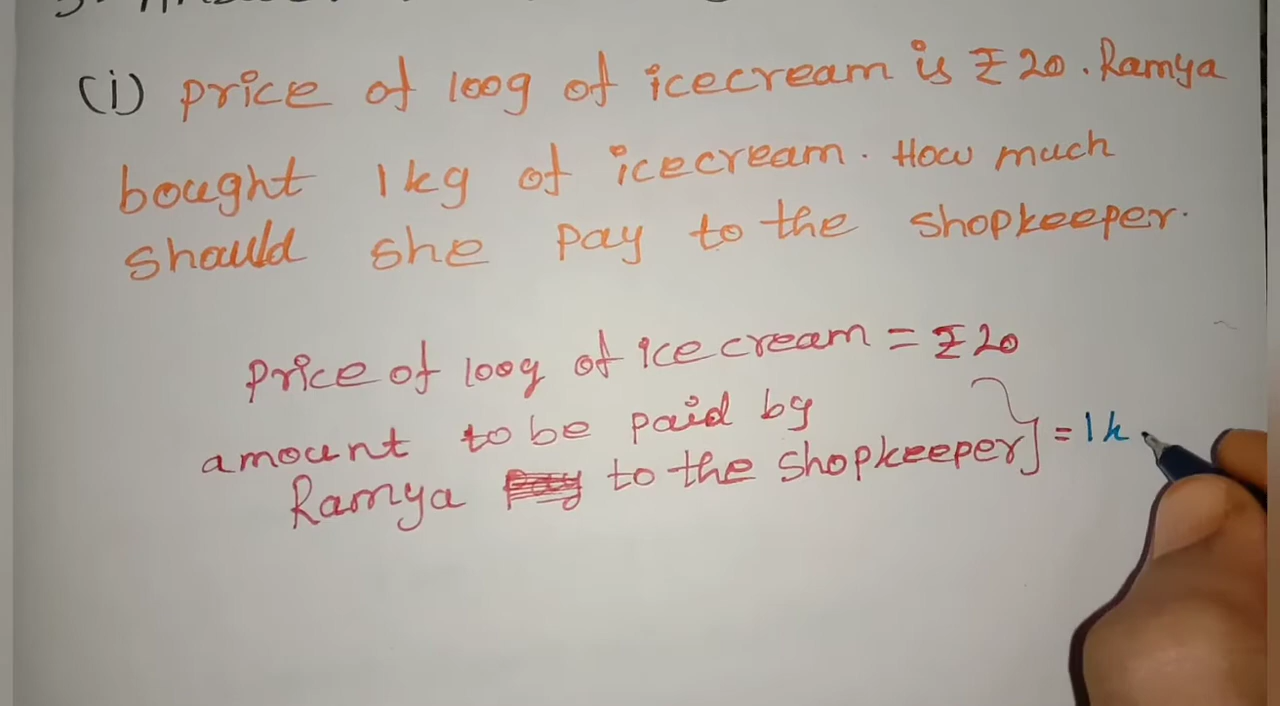 (i) price of 100g of icecream is ₹20. Ramya
bought 1kg of icecream. How much
should she pay to the shopkeeper.
price of 100g of ice cream = ₹20
amount to be paid by
Ramya to the shopkeeper] = 1k